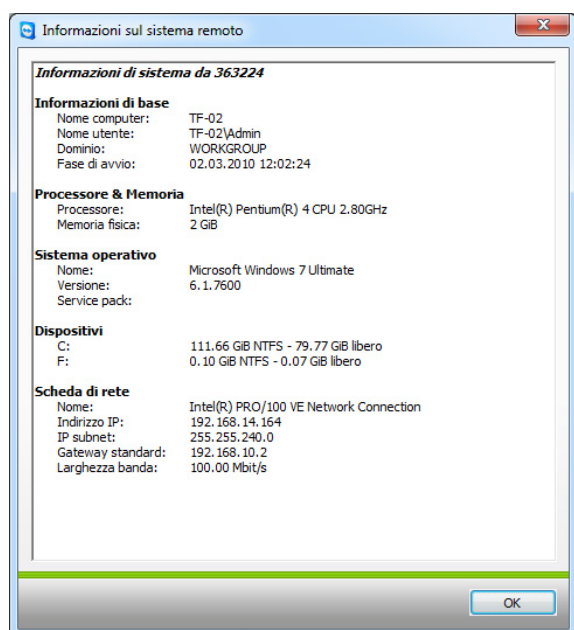 Informazioni sul sistema remoto
Informazioni di sistema da 363224
Informazioni di base
Nome computer: TF-02
Nome utente: TF-02\Admin
Dominio: WORKGROUP
Fase di avvio: 02.03.2010 12:02:24
Processore & Memoria
Processore: Intel(R) Pentium(R) 4 CPU 2.80GHz
Memoria fisica: 2 GiB
Sistema operativo
Nome: Microsoft Windows 7 Ultimate
Versione: 6.1.7600
Service pack:
Dispositivi
C: 111.66 GiB NTFS - 79.77 GiB libero
F: 0.10 GiB NTFS - 0.07 GiB libero
Scheda di rete
Nome: Intel(R) PRO/100 VE Network Connection
Indirizzo IP: 192.168.14.164
IP subnet: 255.255.240.0
Gateway standard: 192.168.10.2
Larghezza banda: 100.00 Mbit/s
OK